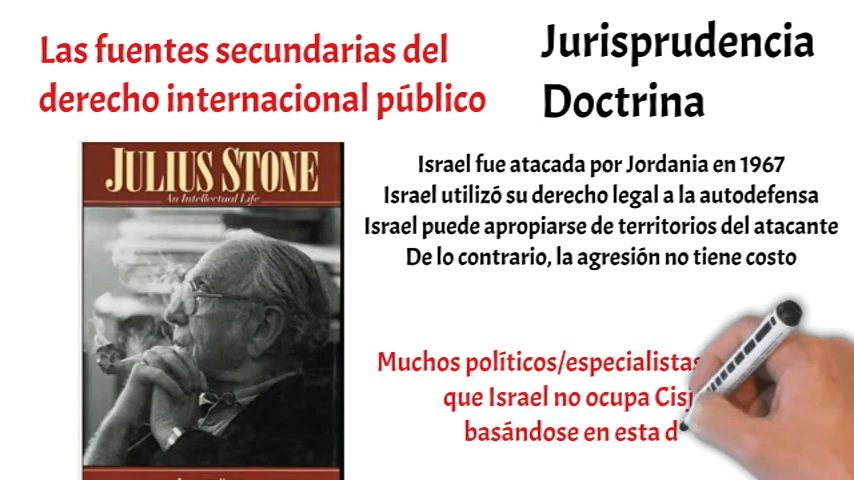 Las fuentes secundarias del
derecho internacional público
Jurisprudencia
Doctrina
JULIUS STONE
An Intellectual Life
Israel fue atacada por Jordania en 1967
Israel utilizó su derecho legal a la autodefensa
Israel puede apropiarse de territorios del atacante
De lo contrario, la agresión no tiene costo
Muchos políticos/especialistas
que Israel no ocupa Cisj
basándose en esta d